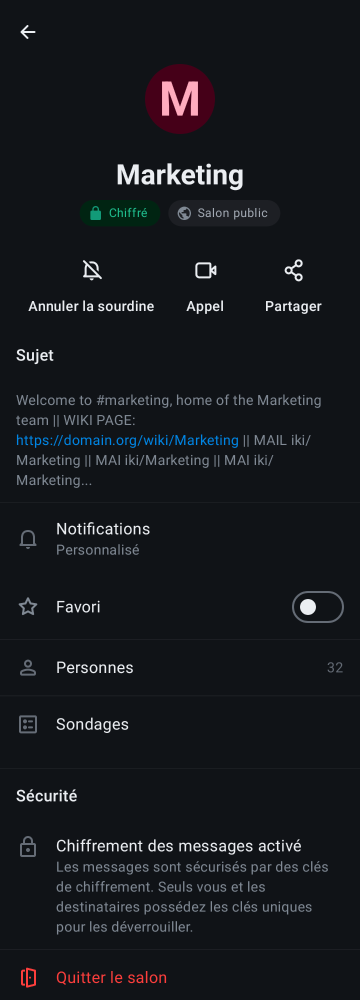 M
Marketing
Chiffré
Salon public
Annuler la sourdine
Appel
Partager
Sujet
Welcome to #marketing, home of the Marketing
team || WIKI PAGE:
https://domain.org/wiki/Marketing || MAIL iki/
Marketing || MAI iki/Marketing || MAI iki/
Marketing...
Notifications
Personnalisé
Favori
Personnes
32
Sondages
Sécurité
Chiffrement des messages activé
Les messages sont sécurisés par des clés
de chiffrement. Seuls vous et les
destinataires possédez les clés uniques
pour les déverrouiller.
Quitter le salon